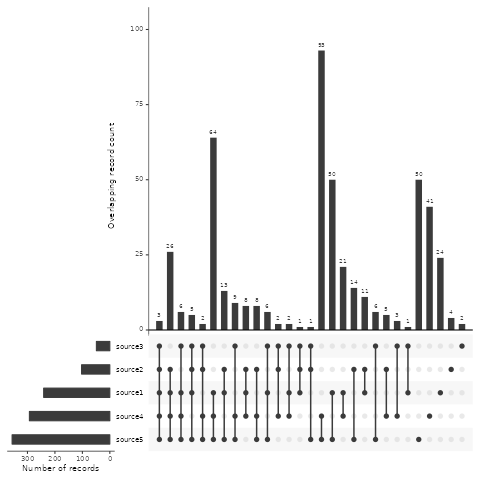 100
93
75
64
Overlapping record count
50
50 50
41
25
26 24
21
13 14
11
9 8 8
3 6 5 2 6 2 2 1 1 6 5 3 1 4 2
0
source3
source2
source1
source4
source5
300 200 100 0
Number of records